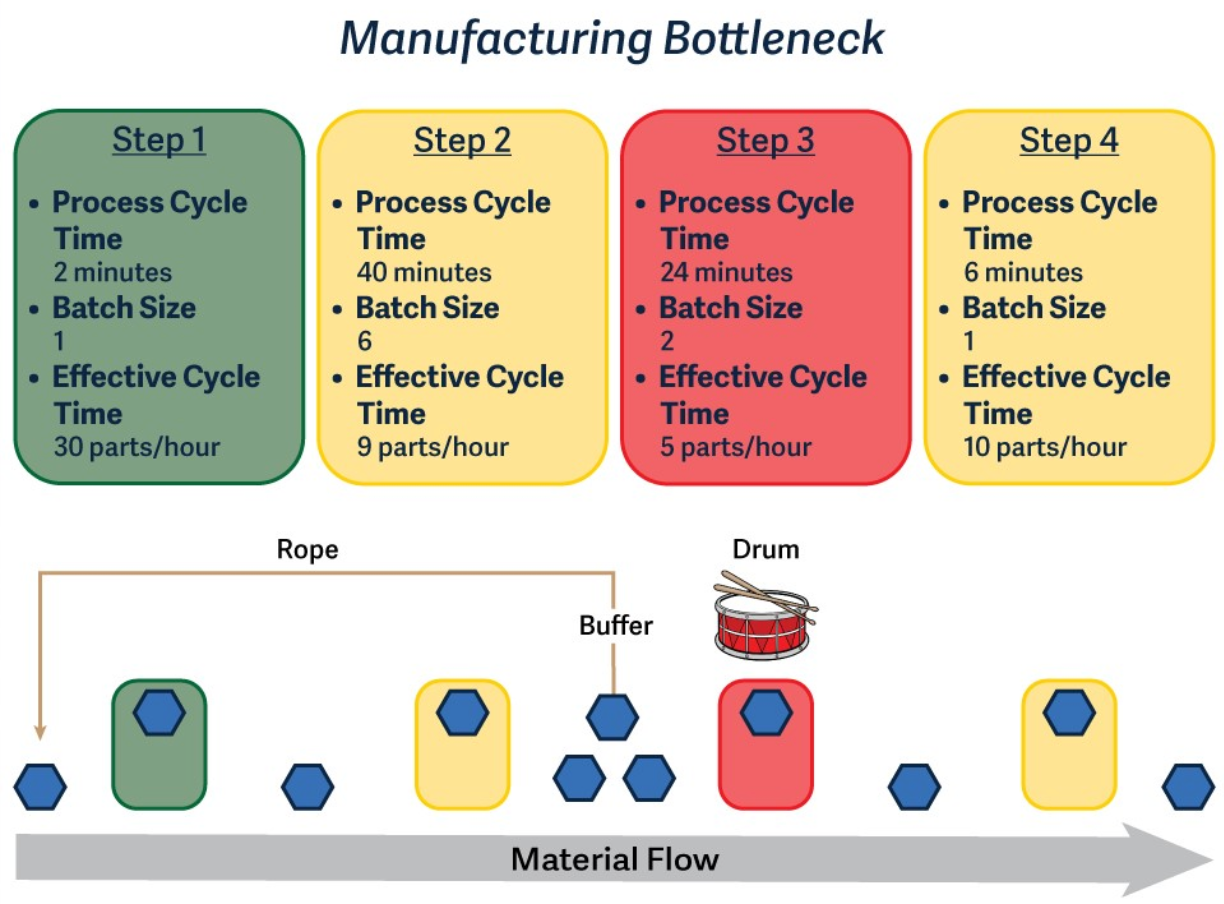 Manufacturing Bottleneck
Step 1
• Process Cycle
Time
2 minutes
• Batch Size
1
• Effective Cycle
Time
30 parts/hour
Step 2
• Process Cycle
Time
40 minutes
• Batch Size
6
• Effective Cycle
Time
9 parts/hour
Step 3
• Process Cycle
Time
24 minutes
• Batch Size
2
• Effective Cycle
Time
5 parts/hour
Step 4
• Process Cycle
Time
6 minutes
• Batch Size
1
• Effective Cycle
Time
10 parts/hour
Rope
Drum
Buffer
Material Flow